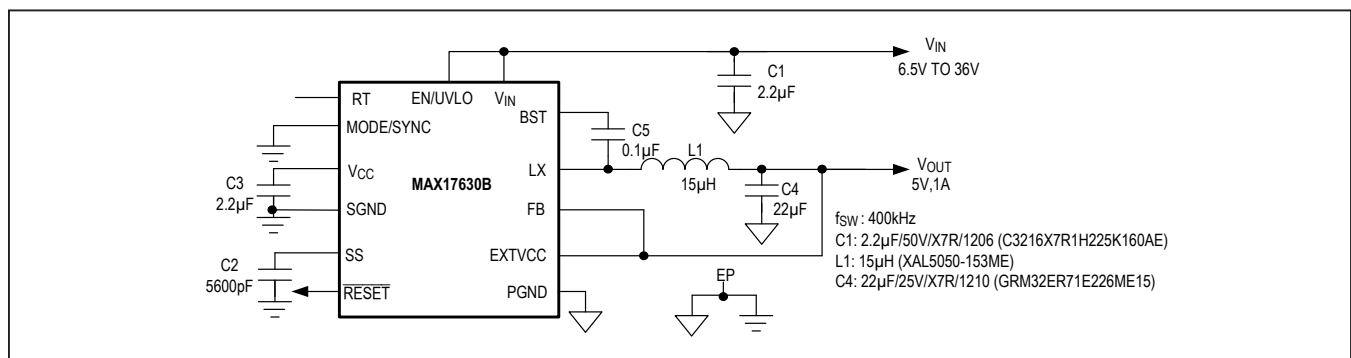 VIN
6.5V TO 36V
C1
2.2µF
RT
EN/UVLO
VIN
BST
MODE/SYNC
C5
0.1µF
L1
15µH
VCC
MAX17630B
LX
VOUT
5V,1A
C3
2.2µF
C4
22µF
SGND
FB
fSW : 400kHz
C1: 2.2µF/50V/X7R/1206 (C3216X7R1H225K160AE)
L1: 15µH (XAL5050-153ME)
C4: 22µF/25V/X7R/1210 (GRM32ER71E226ME15)
SS
EXTVCC
C2
5600pF
RESET
PGND
EP